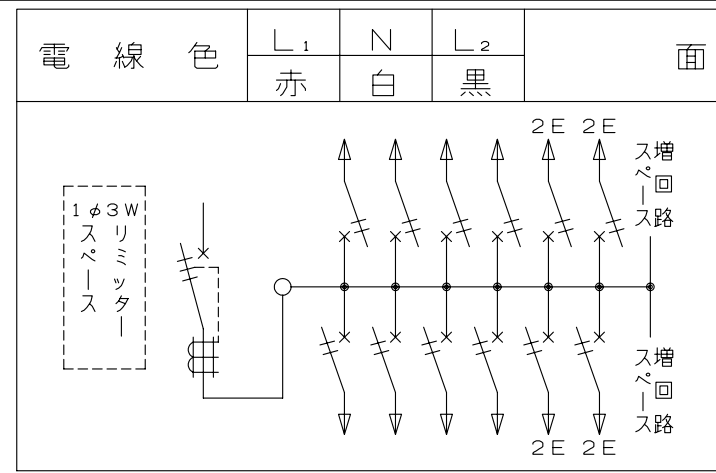 電線色 L₁ N L₂ 面
赤 白 黒
2E 2E
増回路
スペース
1φ3W
リミッター
スペース
増回路
スペース
2E 2E